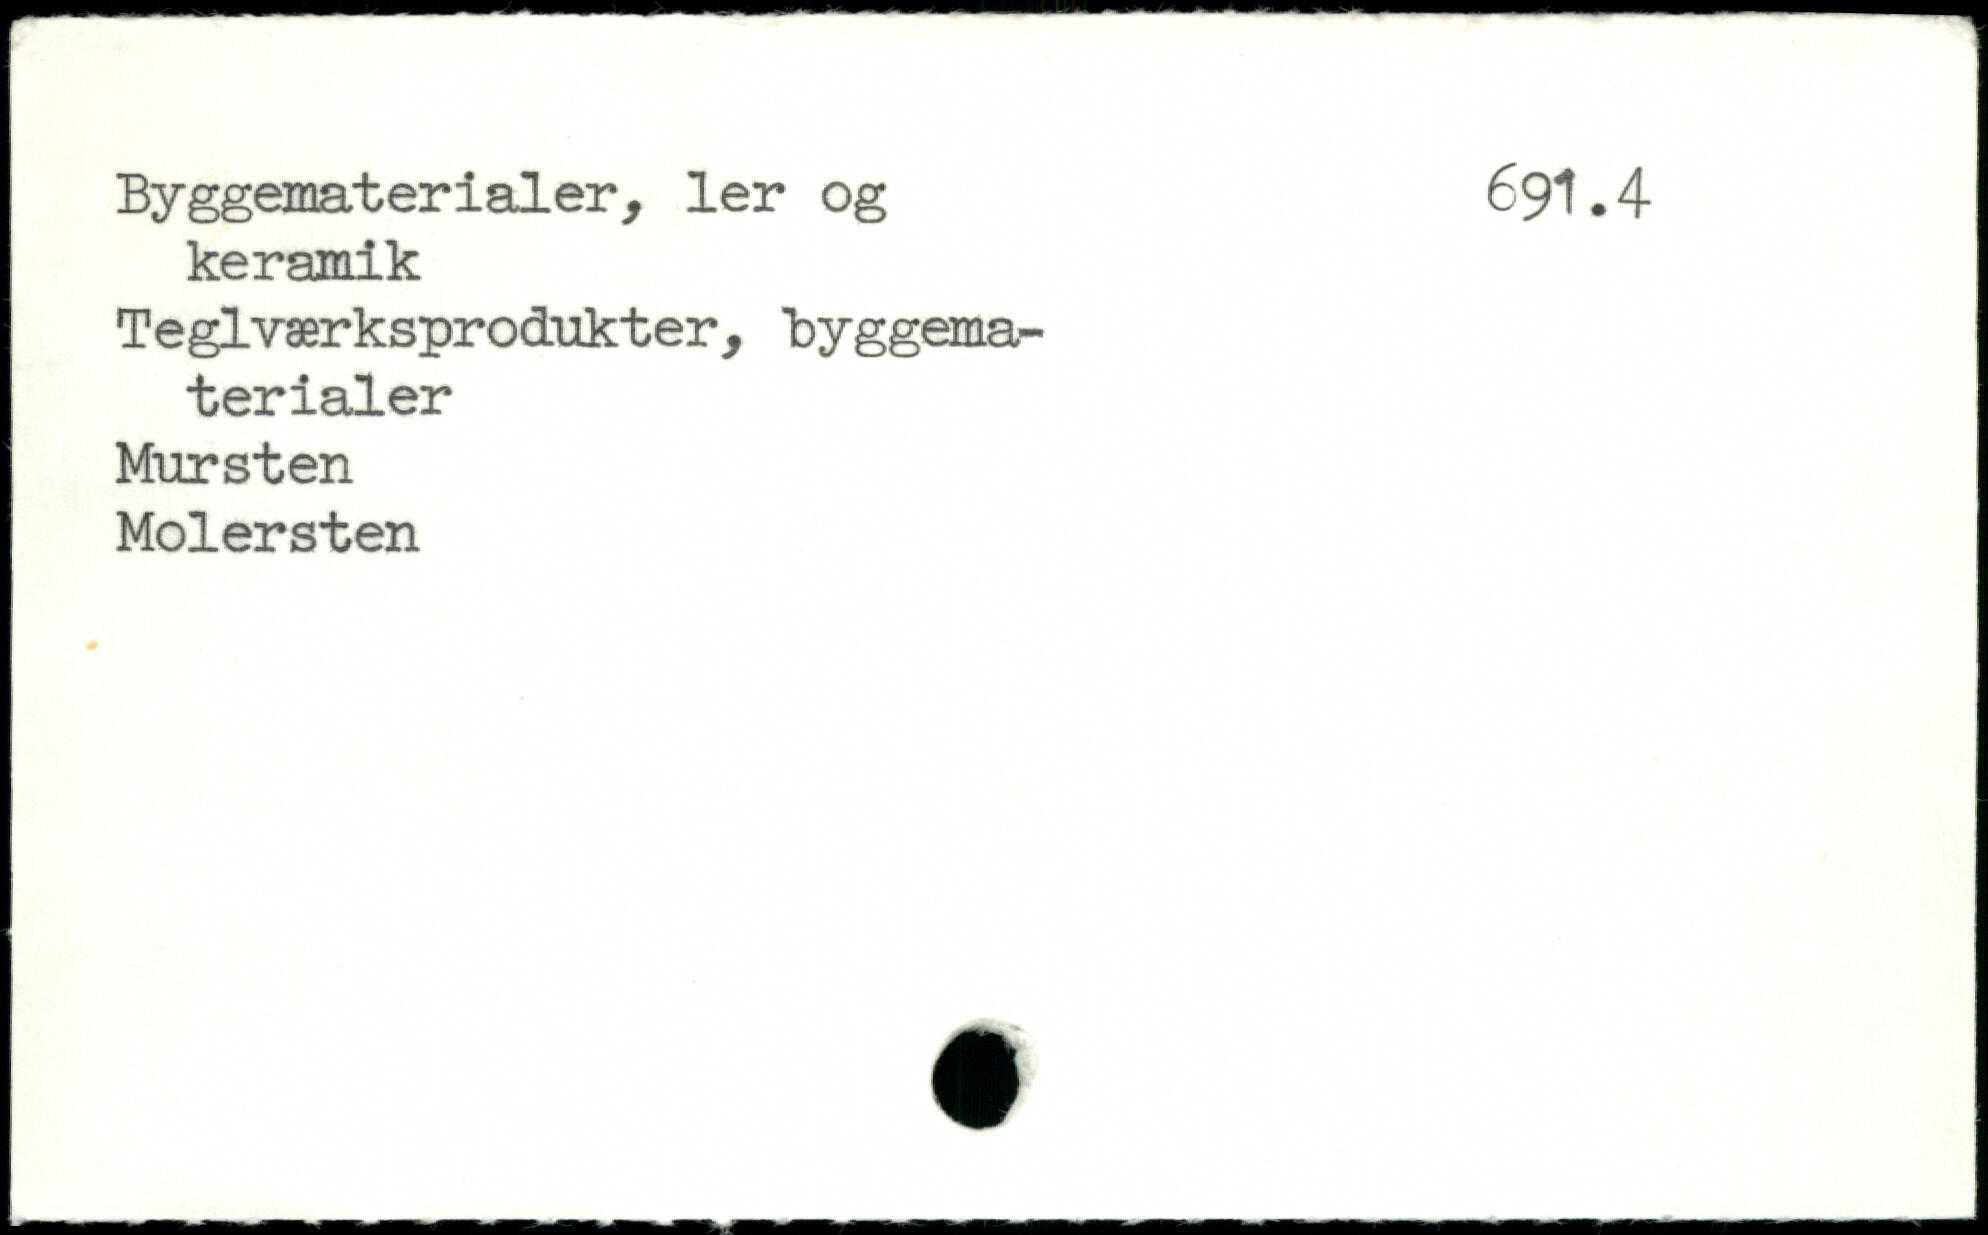 Byggematerialer, ler og 691.4
keramik
Teglværksprodukter, byggema-
terialer
Mursten
Molersten